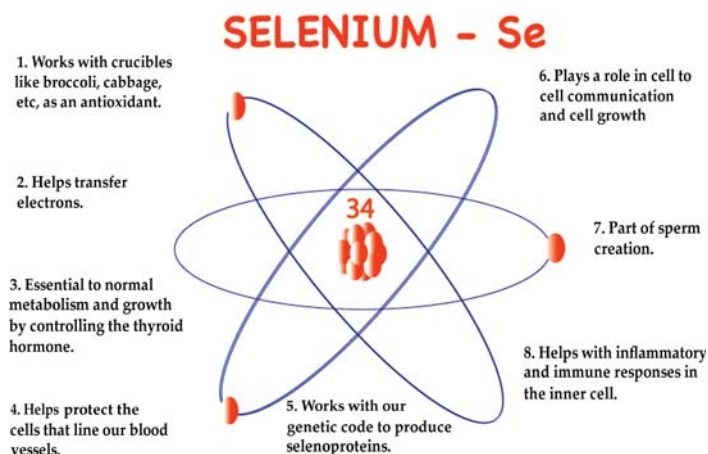 SELENIUM - Se
1. Works with crucibles
like broccoli, cabbage,
etc, as an antioxidant.
2. Helps transfer
electrons.
3. Essential to normal
metabolism and growth
by controlling the thyroid
hormone.
4. Helps protect the
cells that line our blood
vessels.
34
5. Works with our
genetic code to produce
selenoproteins.
6. Plays a role in cell to
cell communication
and cell growth
7. Part of sperm
creation.
8. Helps with inflammatory
and immune responses in
the inner cell.